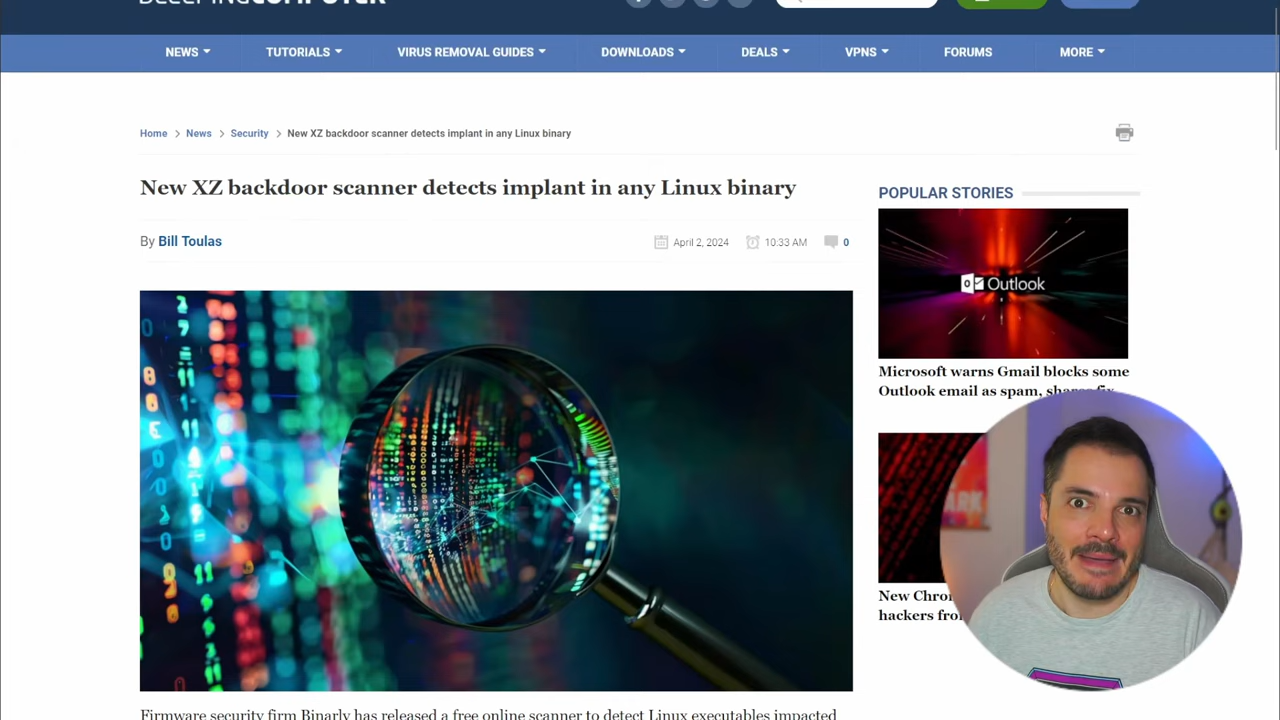 BLEEPINGCOMPUTER
NEWS
TUTORIALS
VIRUS REMOVAL GUIDES
DOWNLOADS
DEALS
VPNS
FORUMS
MORE
Home > News > Security > New XZ backdoor scanner detects implant in any Linux binary
New XZ backdoor scanner detects implant in any Linux binary
By Bill Toulas
April 2, 2024
10:33 AM
0
Firmware security firm Binarly has released a free online scanner to detect Linux executables impacted
POPULAR STORIES
Outlook
Microsoft warns Gmail blocks some
Outlook email as spam, shares fix
New
hackers